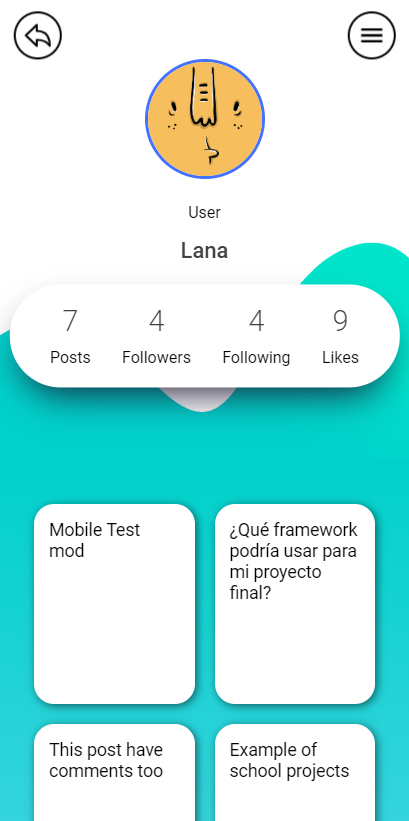 User
Lana
7 4 4 9
Posts Followers Following Likes
Mobile Test
mod
¿Qué framework
podría usar para
mi proyecto
final?
This post have
comments too
Example of
school projects